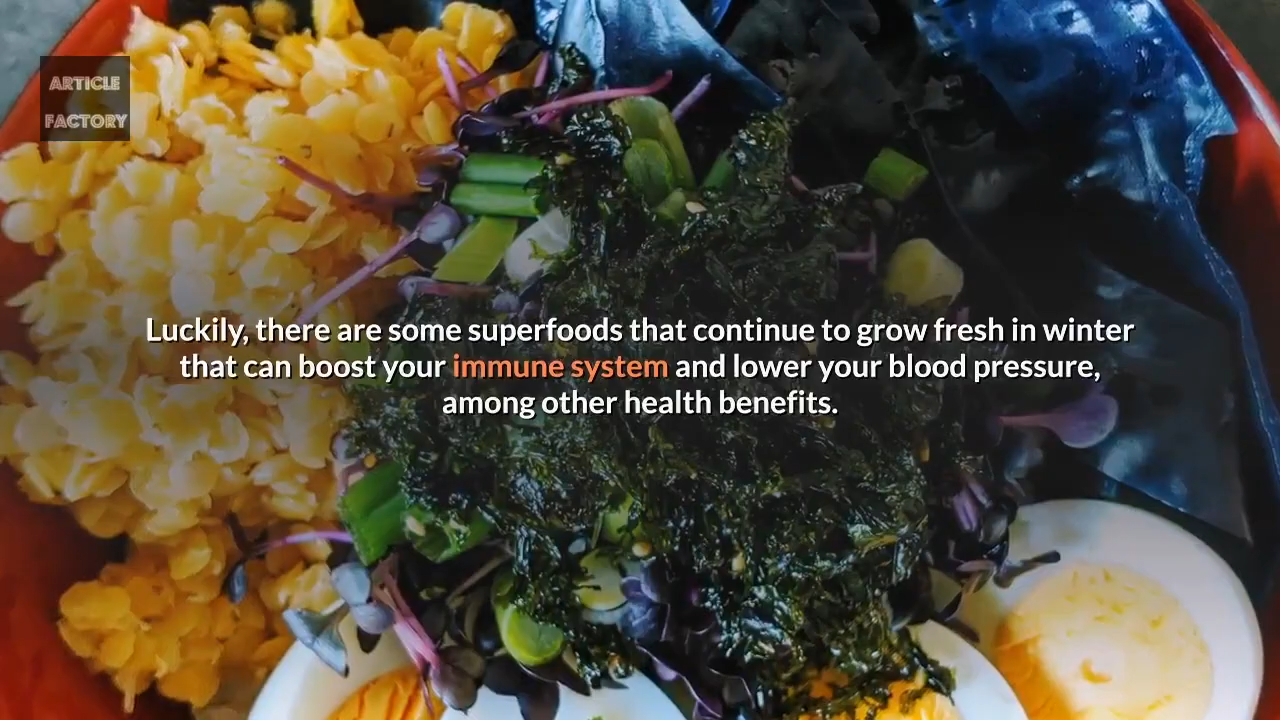 ARTICLE
FACTORY
Luckily, there are some superfoods that continue to grow fresh in winter
that can boost your immune system and lower your blood pressure,
among other health benefits.